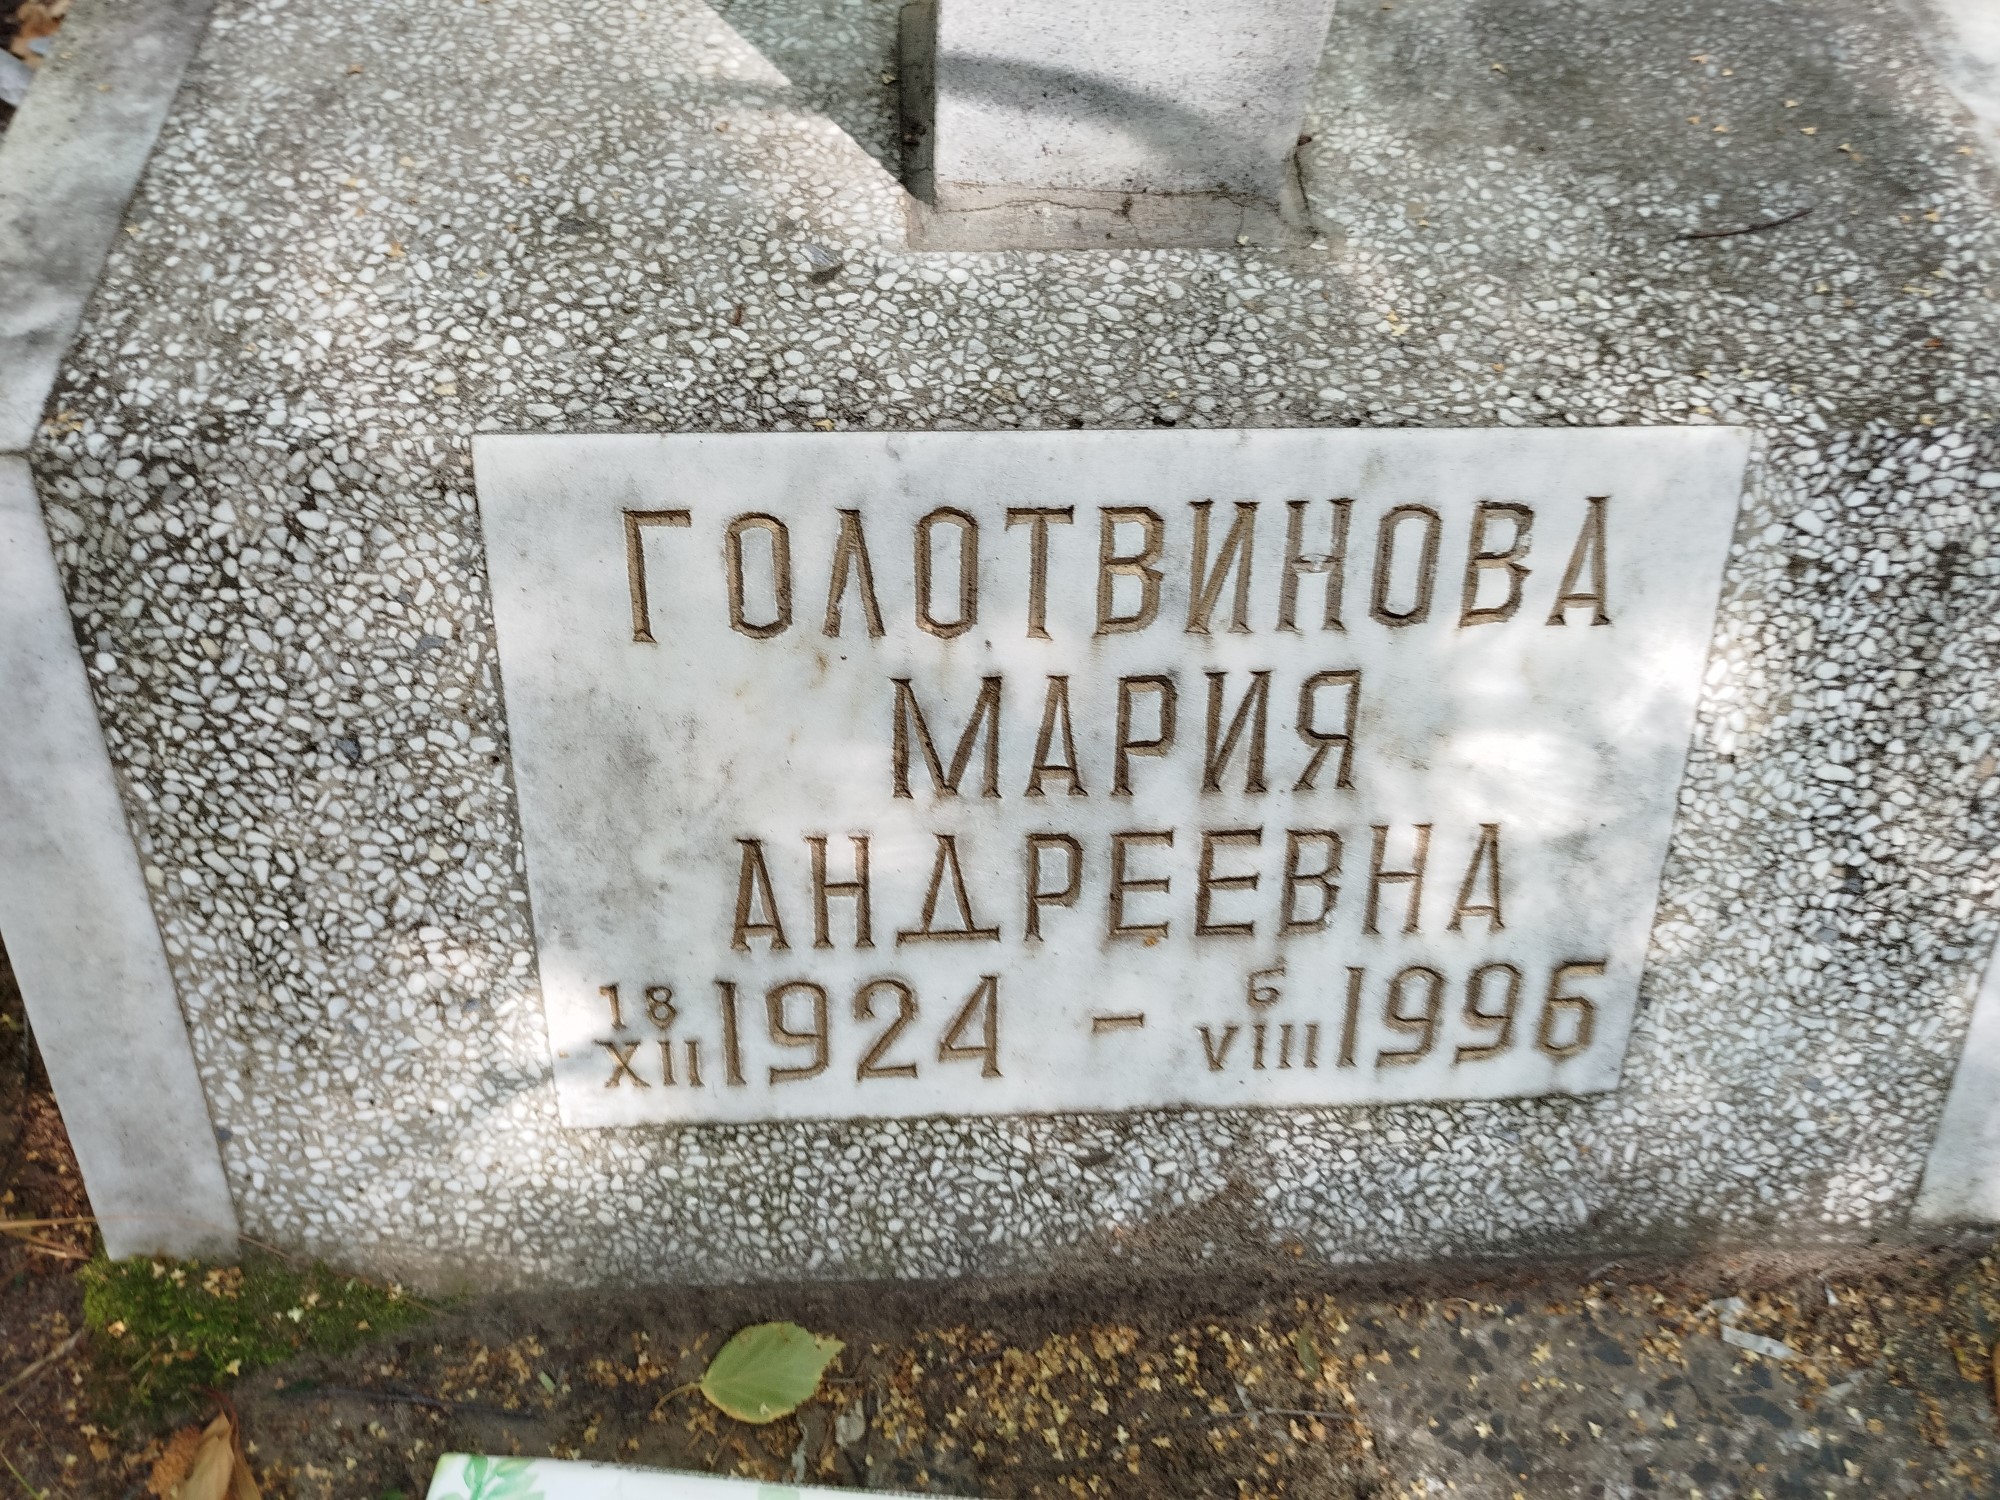 ГОЛОТВИНОВА
МАРИЯ
АНДРЕЕВНА
18 XII 1924 – 6 VIII 1996